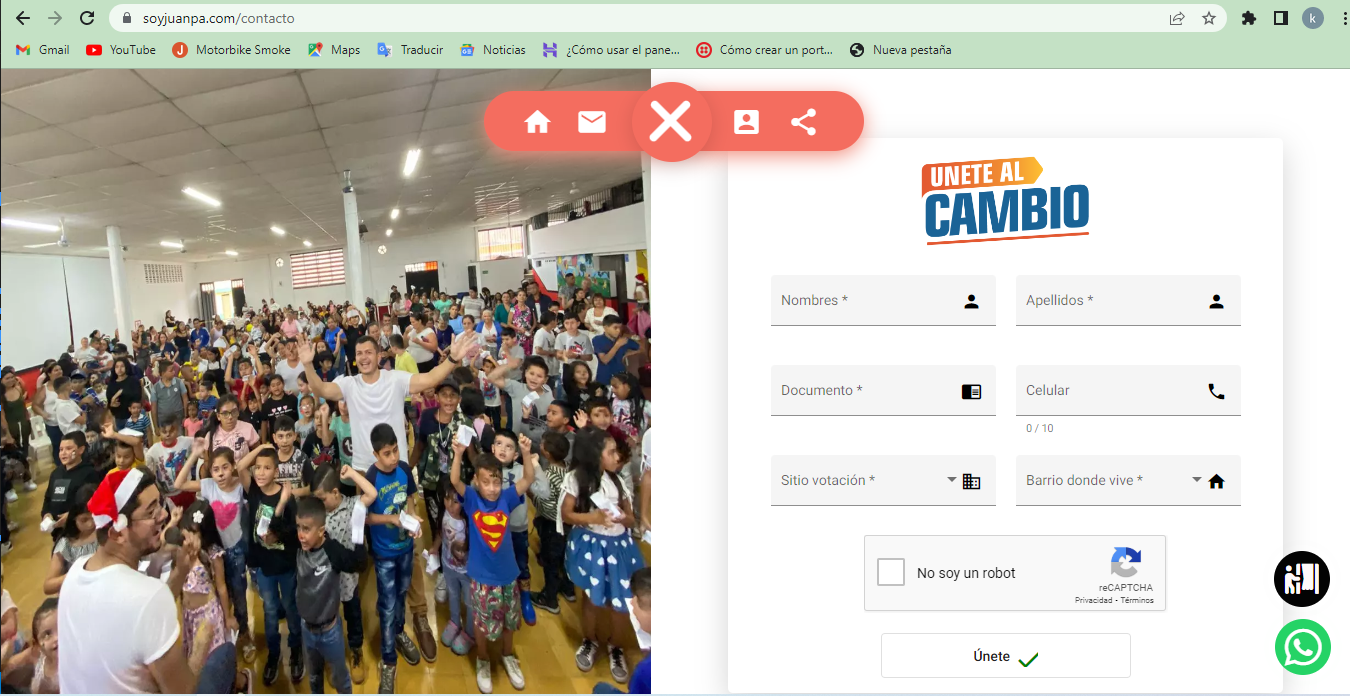 soyjuanpa.com/contacto
k
Gmail
YouTube
Motorbike Smoke
Maps
Traducir
Noticias
¿Cómo usar el pane...
Cómo crear un port...
Nueva pestaña
UNETE AL
CAMBIO
Nombres *
Apellidos *
Documento *
Celular
0 / 10
Sitio votación *
Barrio donde vive *
No soy un robot
reCAPTCHA
Privacidad - Términos
Únete